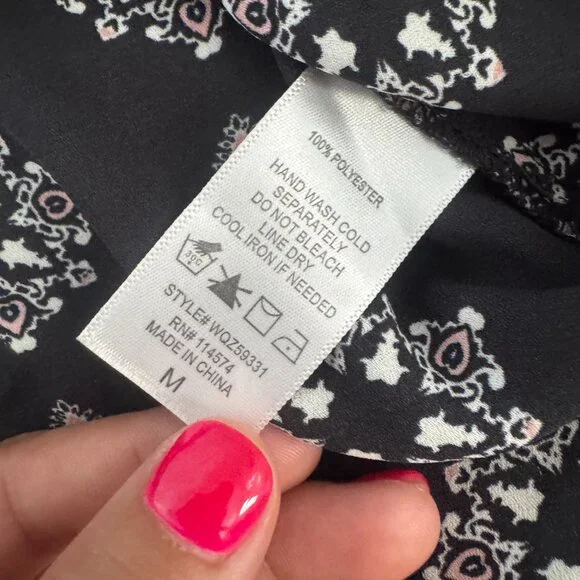 100% POLYESTER
HAND WASH COLD
SEPARATELY
DO NOT BLEACH
LINE DRY
COOL IRON IF NEEDED
30C
STYLE# WQZ59331
RN# 114574
MADE IN CHINA
M